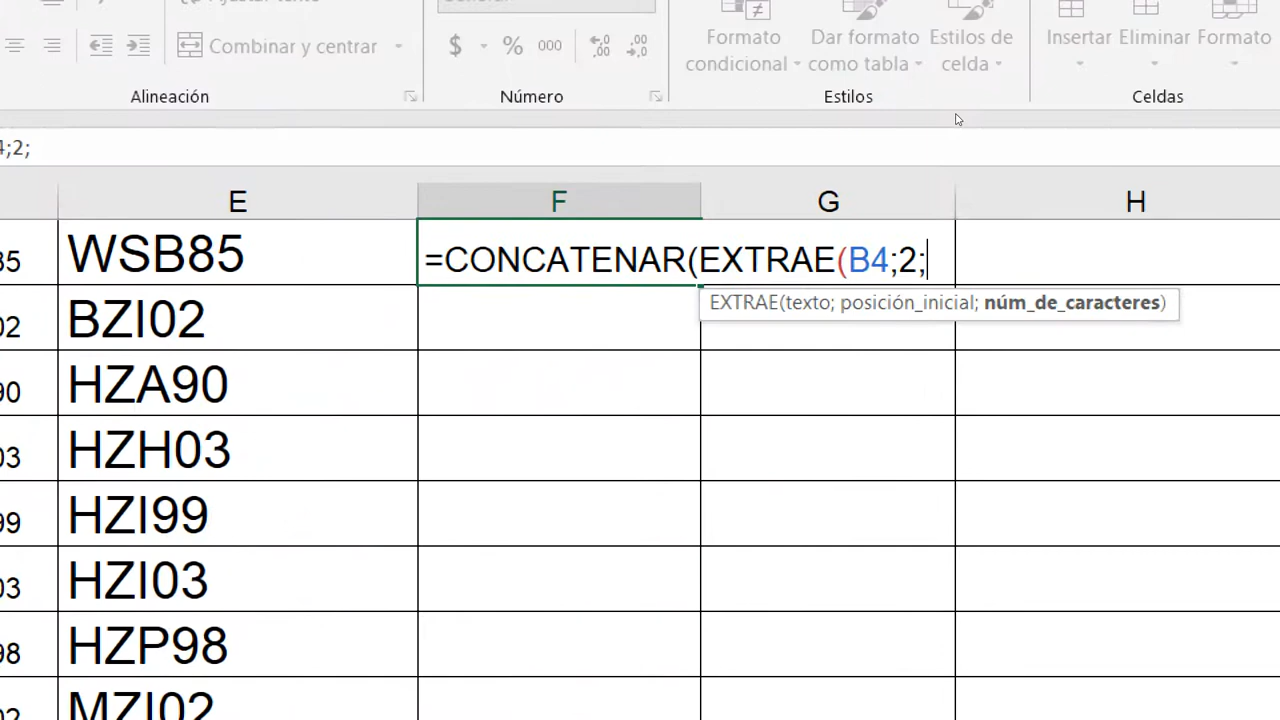 $ % 000
Combinar y centrar
Formato condicional
Dar formato como tabla
Estilos de celda
Insertar Eliminar Formato
Alineación Número Estilos Celdas
4;2;
E F G H
35 WSB85 =CONCATENAR(EXTRAE(B4;2;
EXTRAE(texto; posición_inicial; núm_de_caracteres)
02 BZI02
90 HZA90
03 HZH03
99 HZI99
03 HZI03
98 HZP98
02 MZI02